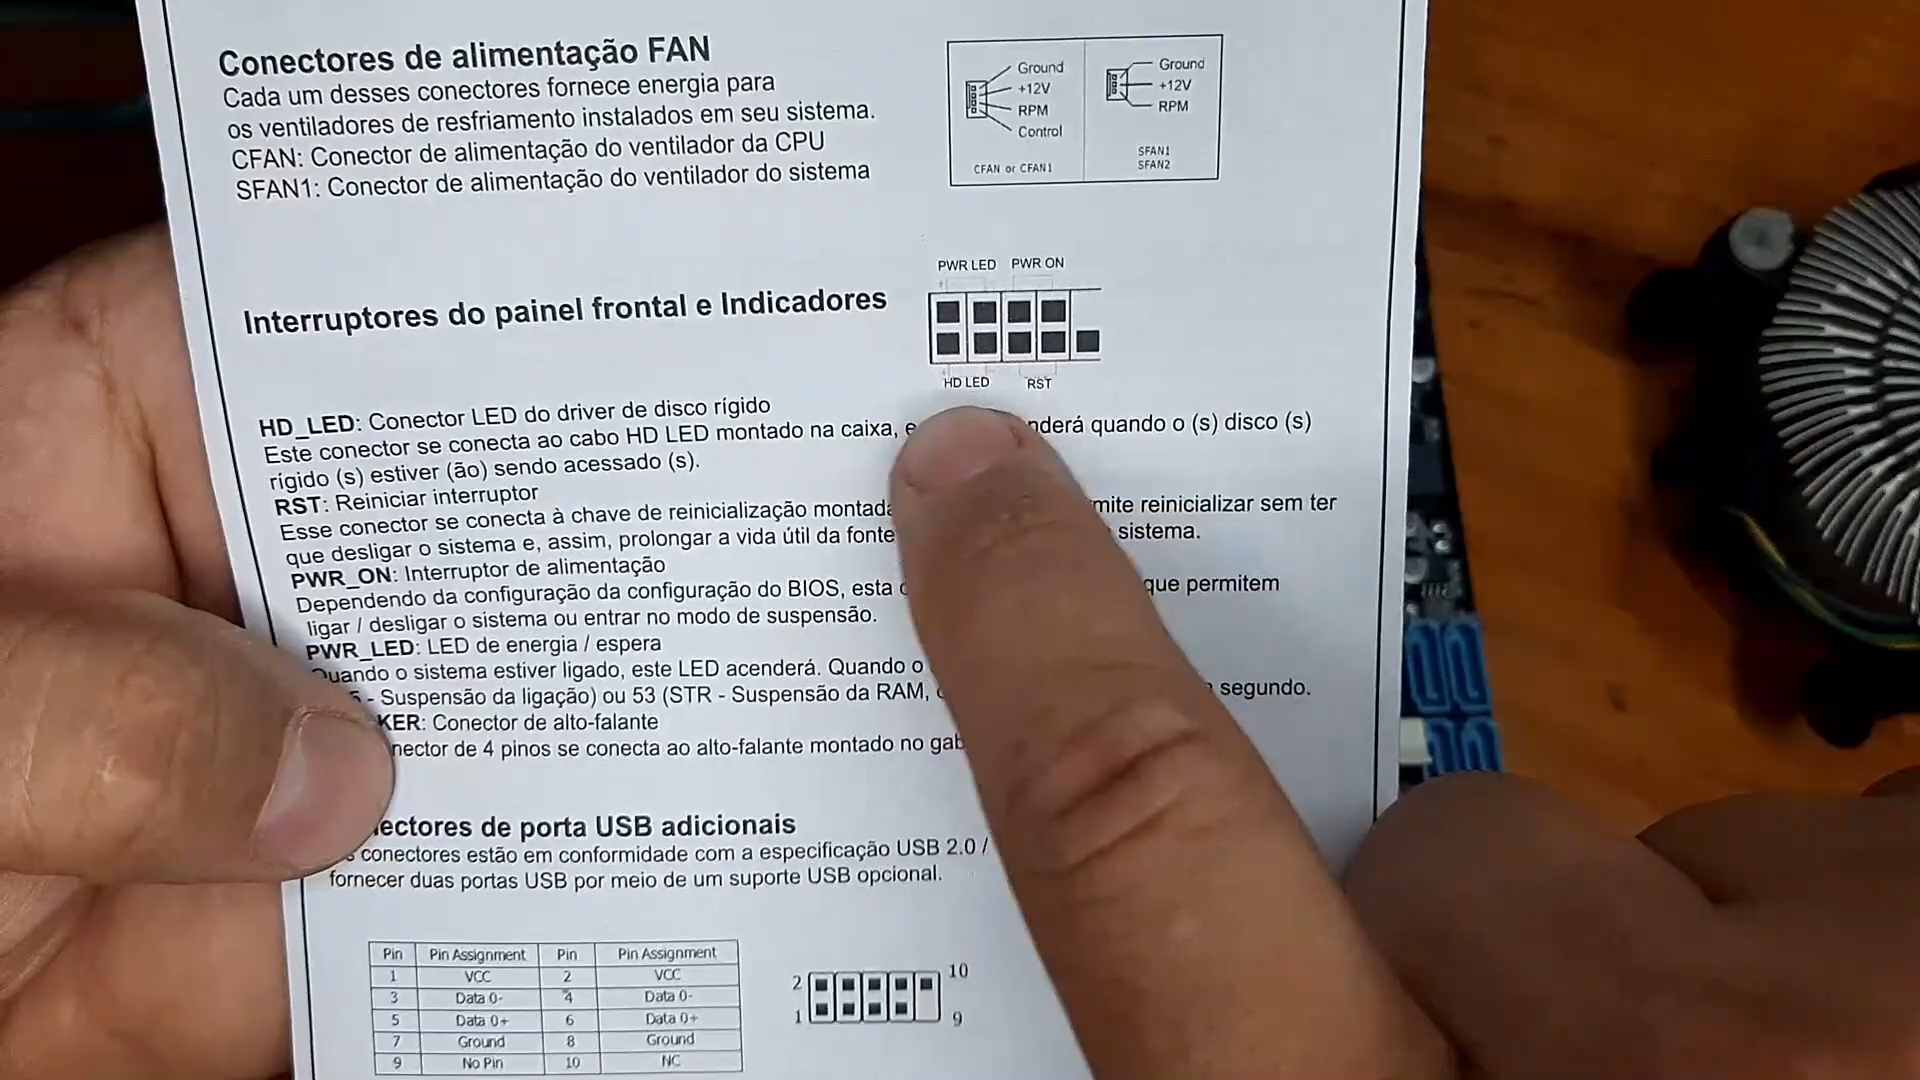 Conectores de alimentação FAN
Cada um desses conectores fornece energia para
os ventiladores de resfriamento instalados em seu sistema.
CFAN: Conector de alimentação do ventilador da CPU
SFAN1: Conector de alimentação do ventilador do sistema
Ground
+12V
RPM
Control
CFAN or CFAN1
Ground
+12V
RPM
SFAN1
SFAN2
Interruptores do painel frontal e Indicadores
PWR LED PWR ON
HD LED RST
HD_LED: Conector LED do driver de disco rígido
Este conector se conecta ao cabo HD LED montado na caixa, e nderá quando o (s) disco (s)
rígido (s) estiver (ão) sendo acessado (s).
RST: Reiniciar interruptor
Esse conector se conecta à chave de reinicialização montada mite reinicializar sem ter
que desligar o sistema e, assim, prolongar a vida útil da fonte sistema.
PWR_ON: Interruptor de alimentação
Dependendo da configuração da configuração do BIOS, esta que permitem
ligar / desligar o sistema ou entrar no modo de suspensão.
PWR_LED: LED de energia / espera
Quando o sistema estiver ligado, este LED acenderá. Quando o
- Suspensão da ligação) ou 53 (STR - Suspensão da RAM, segundo.
KER: Conector de alto-falante
nector de 4 pinos se conecta ao alto-falante montado no gab
ectores de porta USB adicionais
conectores estão em conformidade com a especificação USB 2.0 /
fornecer duas portas USB por meio de um suporte USB opcional.
Pin Pin Assignment Pin Pin Assignment
1 VCC 2 VCC
3 Data 0- 4 Data 0-
5 Data 0+ 6 Data 0+
7 Ground 8 Ground
9 No Pin 10 NC
2 10
1 9